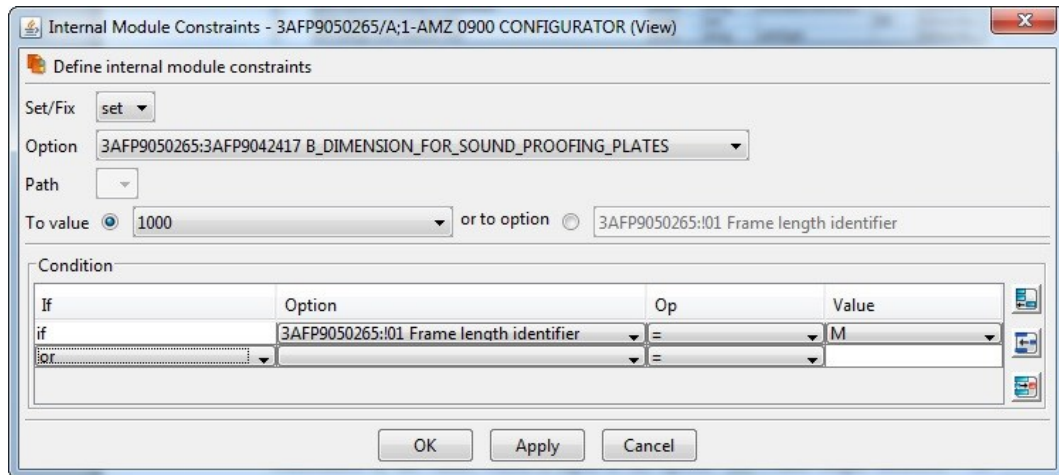 Internal Module Constraints - 3AFP9050265/A;1-AMZ 0900 CONFIGURATOR (View)
Define internal module constraints
Set/Fix set
Option 3AFP9050265:3AFP9042417 B_DIMENSION_FOR_SOUND_PROOFING_PLATES
Path
To value 1000 or to option 3AFP9050265:!01 Frame length identifier
Condition
If Option Op Value
if 3AFP9050265:!01 Frame length identifier = M
or =
OK Apply Cancel